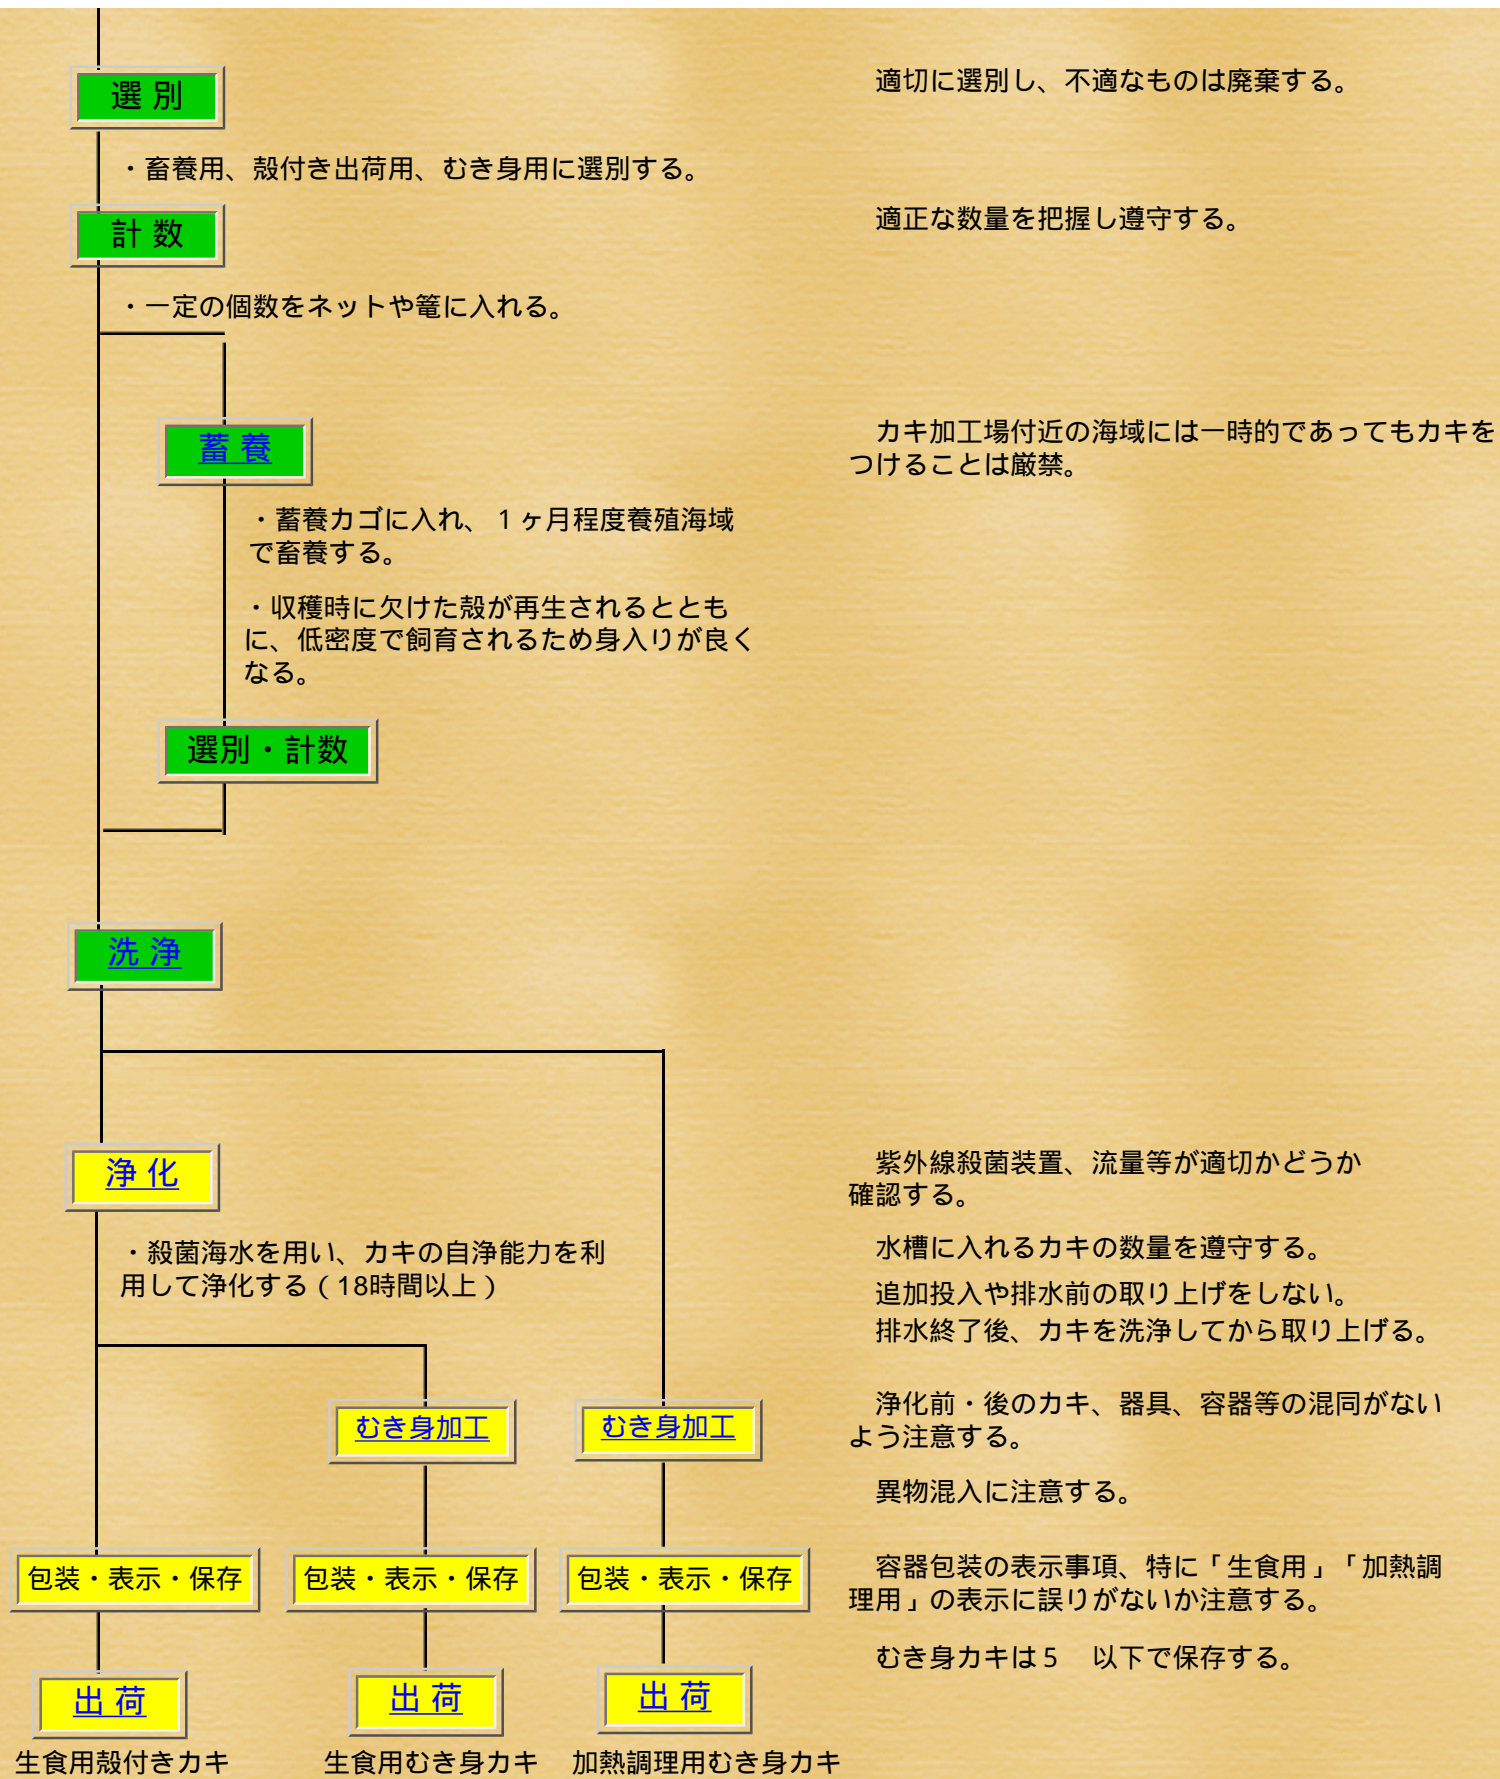 選 別
適切に選別し、不適なものは廃棄する。
・畜養用、殻付き出荷用、むき身用に選別する。
計 数
適正な数量を把握し遵守する。
・一定の個数をネットや篭に入れる。
蓄 養
カキ加工場付近の海域には一時的であってもカキを
つけることは厳禁。
・蓄養カゴに入れ、１ヶ月程度養殖海域
で畜養する。
・収穫時に欠けた殻が再生されるととも
に、低密度で飼育されるため身入りが良く
なる。
選別・計数
洗 浄
浄 化
紫外線殺菌装置、流量等が適切かどうか
確認する。
・殺菌海水を用い、カキの自浄能力を利
用して浄化する（18時間以上）
水槽に入れるカキの数量を遵守する。
追加投入や排水前の取り上げをしない。
排水終了後、カキを洗浄してから取り上げる。
むき身加工
むき身加工
浄化前・後のカキ、器具、容器等の混同がない
よう注意する。
異物混入に注意する。
包装・表示・保存
包装・表示・保存
包装・表示・保存
容器包装の表示事項、特に「生食用」「加熱調
理用」の表示に誤りがないか注意する。
むき身カキは５　以下で保存する。
出 荷
出 荷
出 荷
生食用殻付きカキ
生食用むき身カキ
加熱調理用むき身カキ